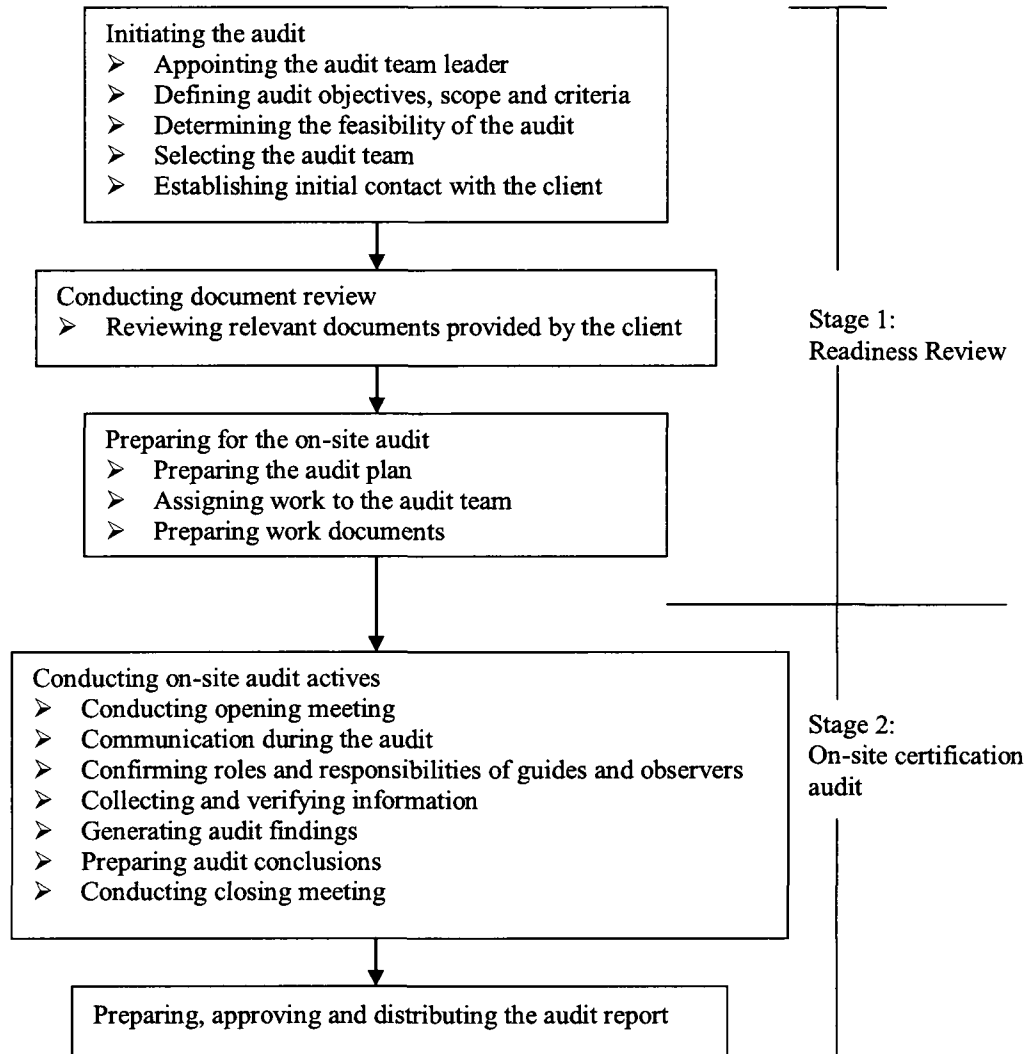 Initiating the audit
➤ Appointing the audit team leader
➤ Defining audit objectives, scope and criteria
➤ Determining the feasibility of the audit
➤ Selecting the audit team
➤ Establishing initial contact with the client
Conducting document review
➤ Reviewing relevant documents provided by the client
Stage 1:
Readiness Review
Preparing for the on-site audit
➤ Preparing the audit plan
➤ Assigning work to the audit team
➤ Preparing work documents
Conducting on-site audit actives
➤ Conducting opening meeting
➤ Communication during the audit
➤ Confirming roles and responsibilities of guides and observers
➤ Collecting and verifying information
➤ Generating audit findings
➤ Preparing audit conclusions
➤ Conducting closing meeting
Stage 2:
On-site certification
audit
Preparing, approving and distributing the audit report